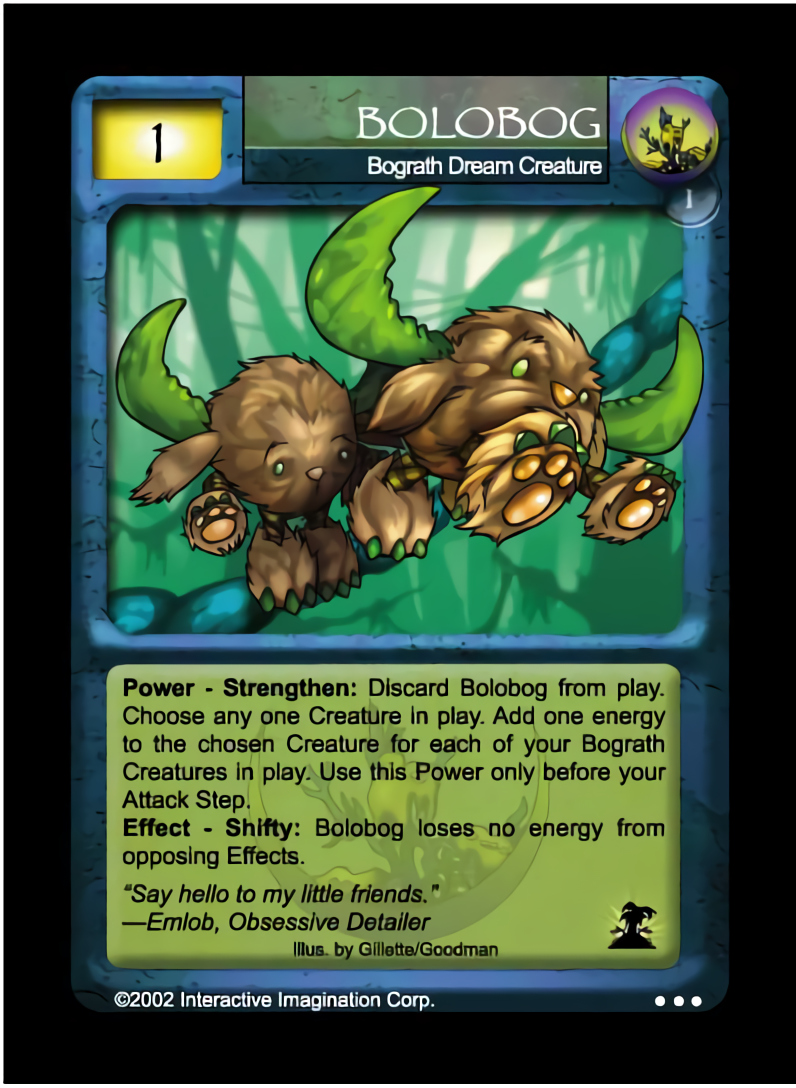 1
BOLOBOG
Bograth Dream Creature
1
Power - Strengthen: Discard Bolobog from play.
Choose any one Creature in play. Add one energy
to the chosen Creature for each of your Bograth
Creatures in play. Use this Power only before your
Attack Step.
Effect - Shifty: Bolobog loses no energy from
opposing Effects.
"Say hello to my little friends."
—Emlob, Obsessive Detailer
Illus. by Gillette/Goodman
©2002 Interactive Imagination Corp.